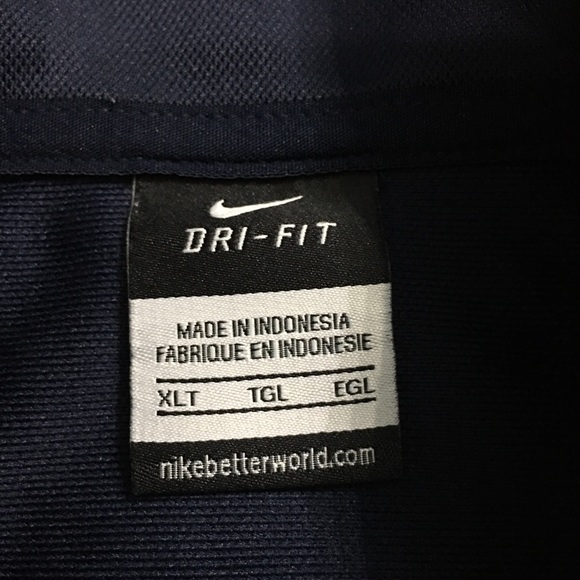 DRI-FIT
MADE IN INDONESIA
FABRIQUE EN INDONESIE
XLT TGL EGL
nikebetterworld.com